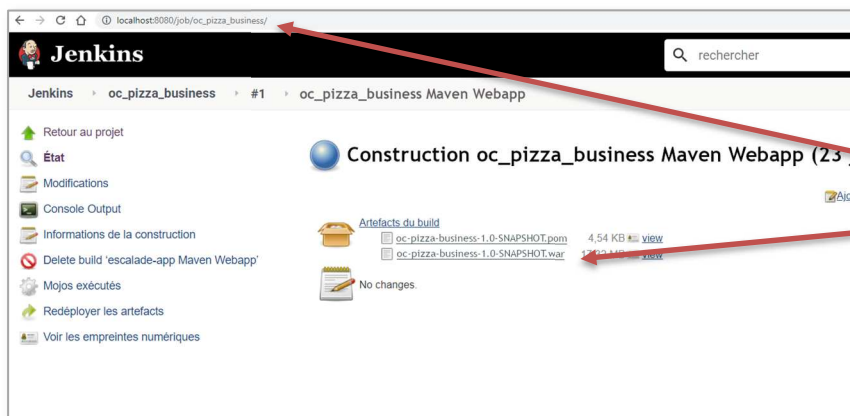 localhost:8080/job/oc_pizza_business/
Jenkins
rechercher
Jenkins oc_pizza_business #1 oc_pizza_business Maven Webapp
Retour au projet
État
Modifications
Console Output
Informations de la construction
Delete build 'escalade-app Maven Webapp'
Mojos exécutés
Redéployer les artefacts
Voir les empreintes numériques
Construction oc_pizza_business Maven Webapp (23
Artefacts du build
oc-pizza-business-1.0-SNAPSHOT.pom 4,54 KB view
oc-pizza-business-1.0-SNAPSHOT.war MB view
No changes.